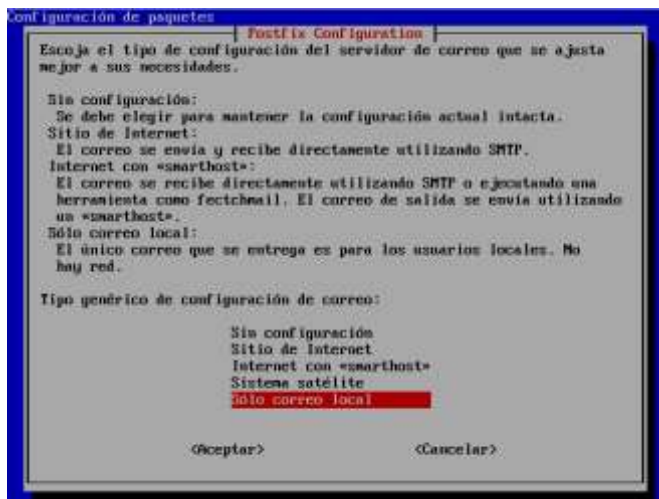 Configuración de paquetes
Postfix Configuration
Escoja el tipo de configuración del servidor de correo que se ajusta
mejor a sus necesidades.
Sin configuración:
Se debe elegir para mantener la configuración actual intacta.
Sitio de Internet:
El correo se envía y recibe directamente utilizando SMTP.
Internet con «smarthost»:
El correo se recibe directamente utilizando SMTP o ejecutando una
herramienta como fectchmail. El correo de salida se envía utilizando
un «smarthost».
Sólo correo local:
El único correo que se entrega es para los usuarios locales. No
hay red.
Tipo genérico de configuración de correo:
Sin configuración
Sitio de Internet
Internet con «smarthost»
Sistema satélite
Sólo correo local
<Aceptar> <Cancelar>